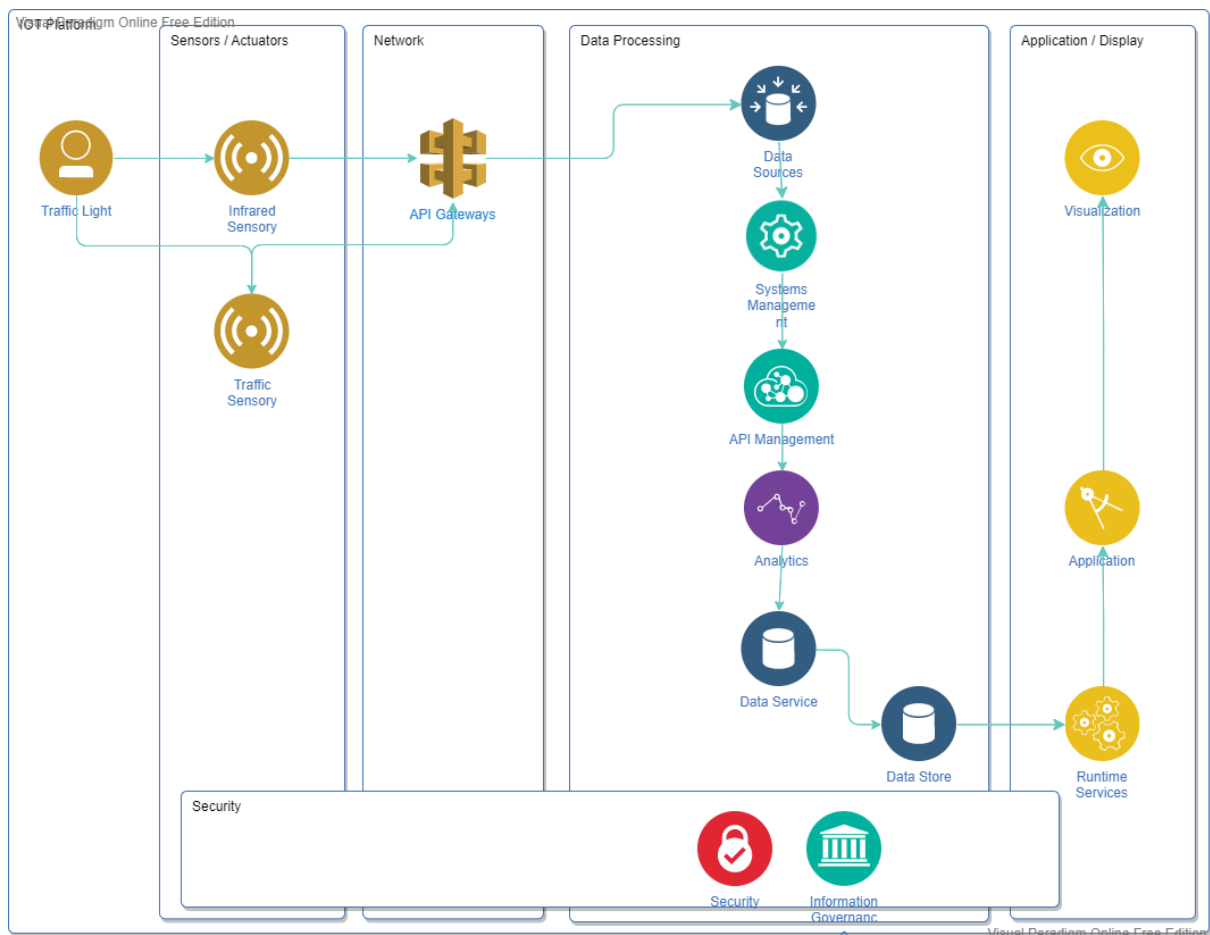 Visual Paradigm Online Free Edition
IOT Platform
Sensors / Actuators
Network
Data Processing
Application / Display
Traffic Light
Infrared
Sensory
API Gateways
Data
Sources
Visualization
Systems
Manageme
nt
Traffic
Sensory
API Management
Analytics
Application
Data Service
Data Store
Runtime
Services
Security
Security
Information
Governanc
Visual Paradigm Online Free Edition